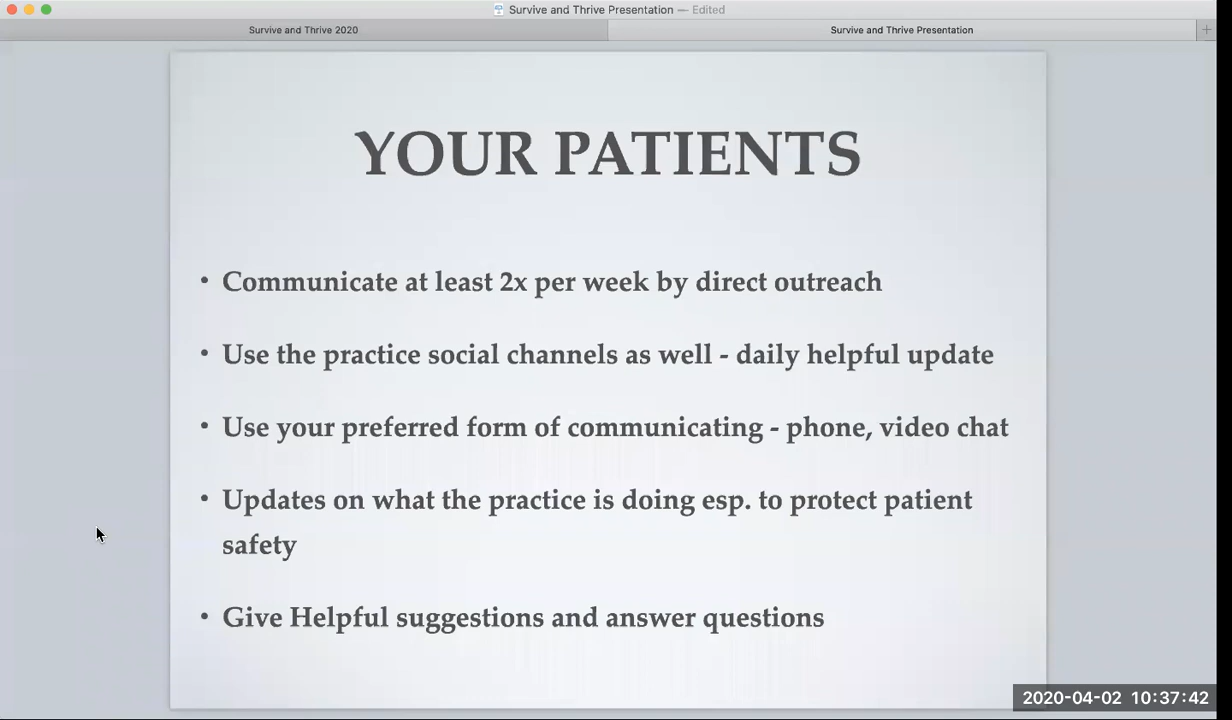 Survive and Thrive Presentation — Edited
Survive and Thrive 2020
Survive and Thrive Presentation
YOUR PATIENTS
• Communicate at least 2x per week by direct outreach
• Use the practice social channels as well - daily helpful update
• Use your preferred form of communicating - phone, video chat
• Updates on what the practice is doing esp. to protect patient
safety
• Give Helpful suggestions and answer questions
2020-04-02 10:37:42